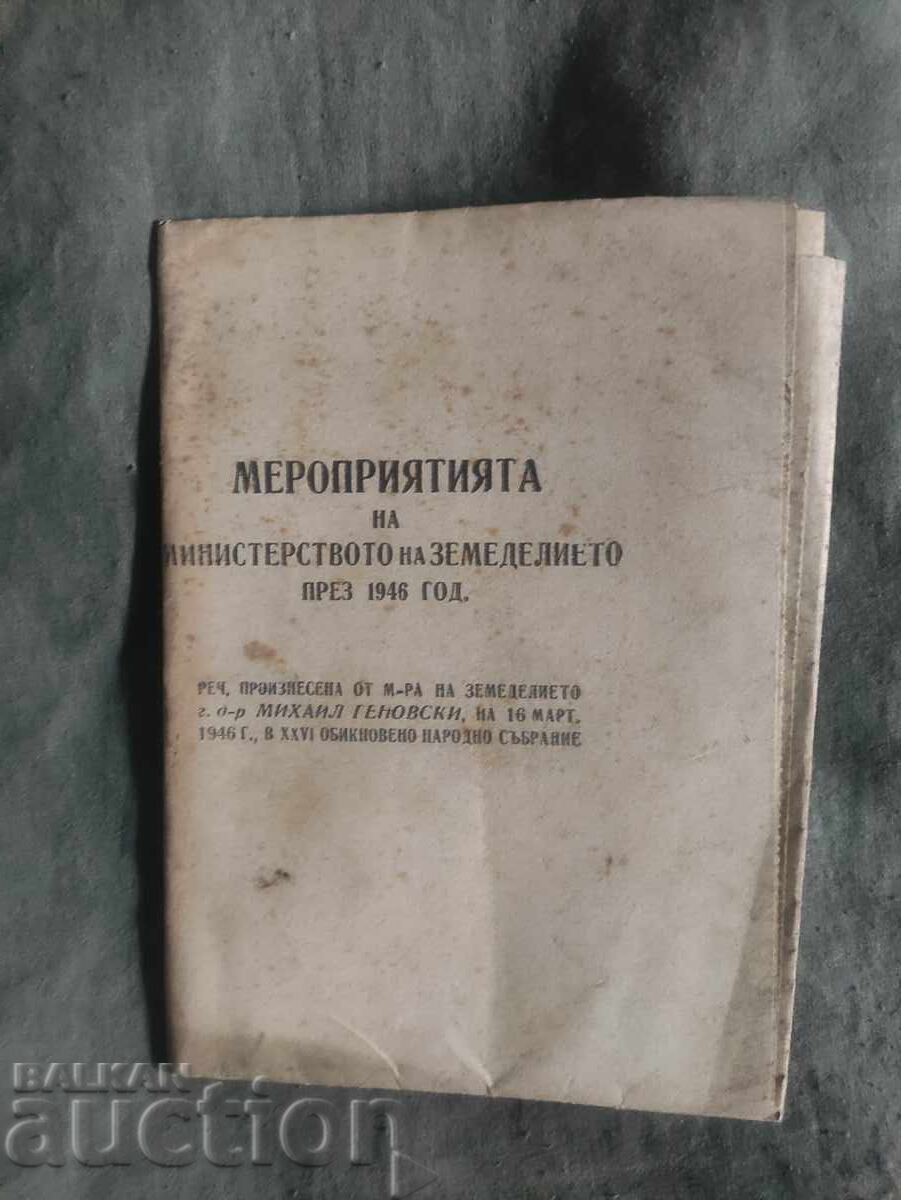 МЕРОПРИЯТИЯТА
НА
МИНИСТЕРСТВОТО НА ЗЕМЕДЕЛИЕТО
ПРЕЗ 1946 ГОД.
РЕЧ, ПРОИЗНЕСЕНА ОТ М-РА НА ЗЕМЕДЕЛИЕТО
г. д-р МИХАИЛ ГЕНОВСКИ, НА 16 МАРТ.
1946 Г., В XXVI ОБИКНОВЕНО НАРОДНО СЪБРАНИЕ
BALKAN
auction